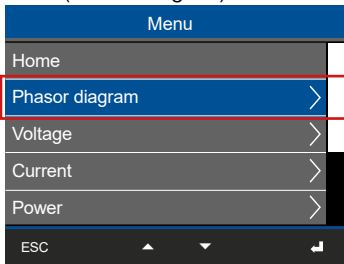 Menu
Home
Phasor diagram
Voltage
Current
Power
ESC